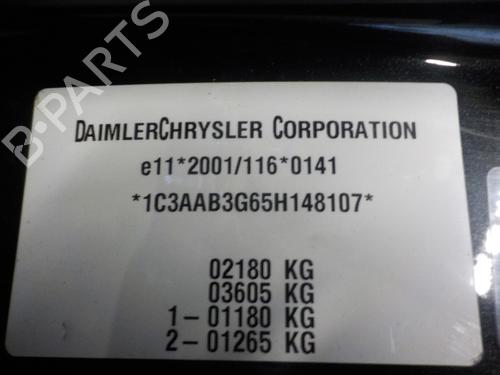 DAIMLERCHRYSLER CORPORATION
e11*2001/116*0141
*1C3AAB3G65H148107*
02180 KG
03605 KG
1 – 01180 KG
2 – 01265 KG
B-PARTS